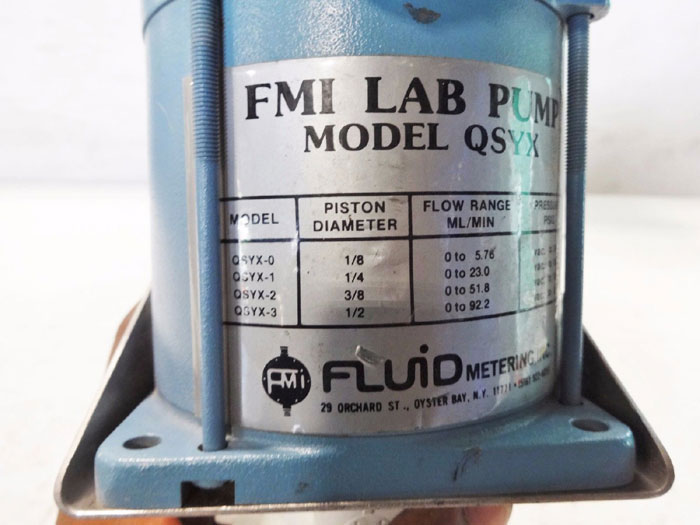 FMI LAB PUMP
MODEL QSYX
MODEL PISTON DIAMETER FLOW RANGE ML/MIN
QSYX-0 1/8 0 to 5.76
QSYX-1 1/4 0 to 23.0
QSYX-2 3/8 0 to 51.8
QSYX-3 1/2 0 to 92.2
FMI FLUID METERING,
29 ORCHARD ST., OYSTER BAY, N.Y. 11771